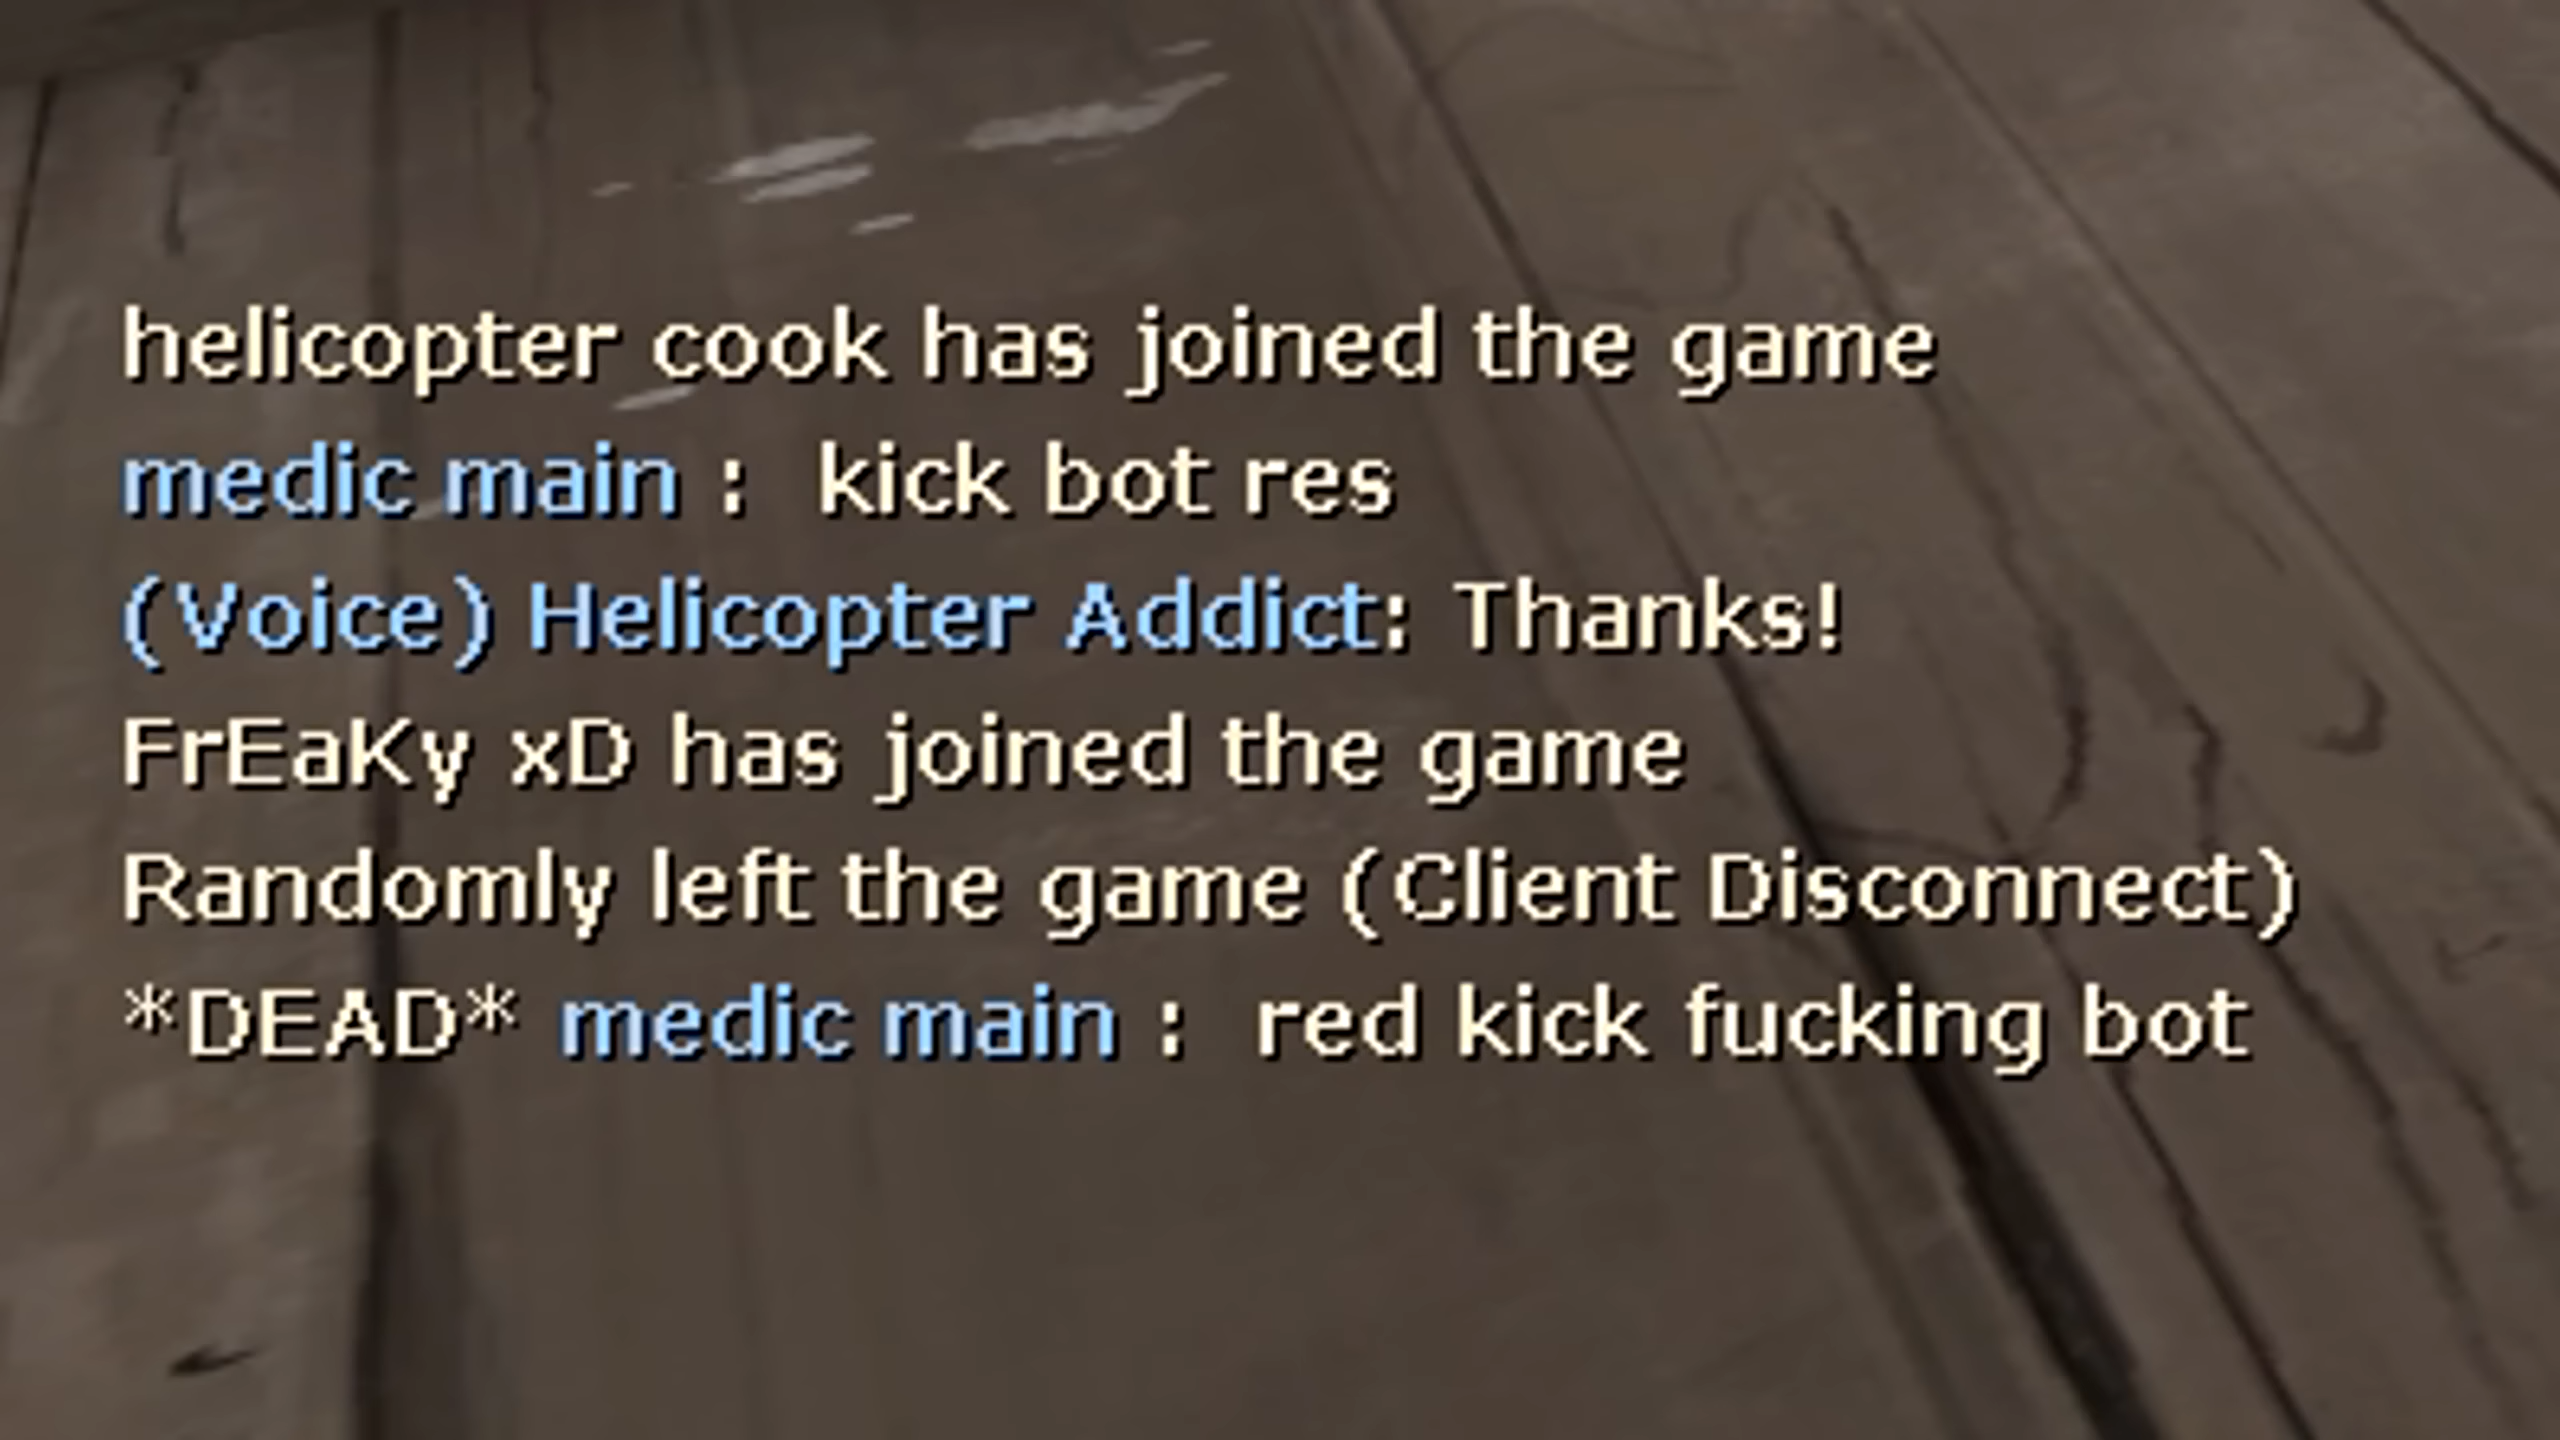 helicopter cook has joined the game
medic main :  kick bot res
(Voice) Helicopter Addict: Thanks!
FrEaKy xD has joined the game
Randomly left the game (Client Disconnect)
*DEAD* medic main :  red kick fucking bot